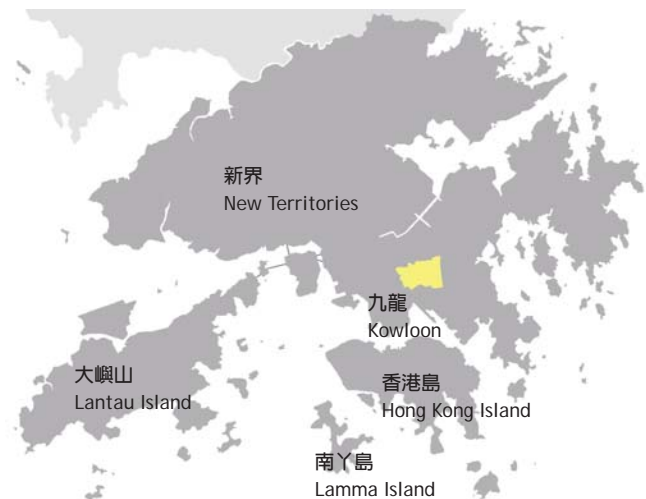 新界
New Territories
九龍
Kowloon
大嶼山
Lantau Island
香港島
Hong Kong Island
南丫島
Lamma Island